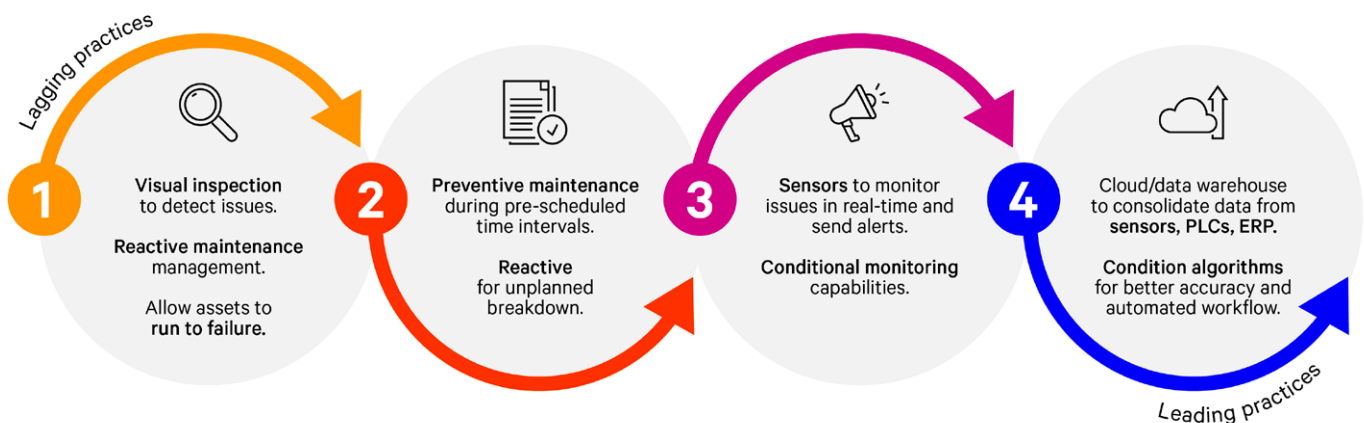 Lagging practices
1
Visual inspection
to detect issues.
Reactive maintenance
management.
Allow assets to
run to failure.
2
Preventive maintenance
during pre-scheduled
time intervals.
Reactive
for unplanned
breakdown.
3
Sensors to monitor
issues in real-time and
send alerts.
Conditional monitoring
capabilities.
4
Cloud/data warehouse
to consolidate data from
sensors, PLCs, ERP.
Condition algorithms
for better accuracy and
automated workflow.
Leading practices